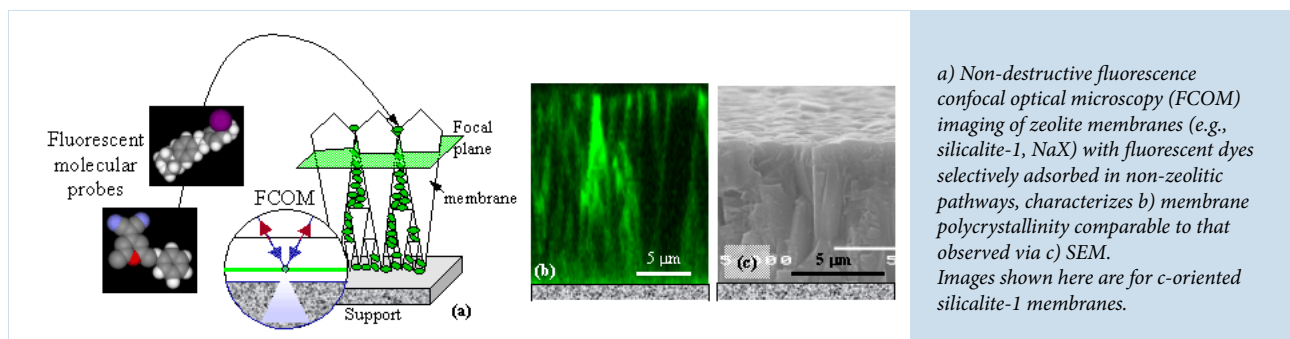 Fluorescent
molecular
probes
FCOM
Focal
plane
membrane
Support
(a)
(b)
5 μm
(c)
5 μm
a) Non-destructive fluorescence
confocal optical microscopy (FCOM)
imaging of zeolite membranes (e.g.,
silicalite-1, NaX) with fluorescent dyes
selectively adsorbed in non-zeolitic
pathways, characterizes b) membrane
polycrystallinity comparable to that
observed via c) SEM.
Images shown here are for c-oriented
silicalite-1 membranes.